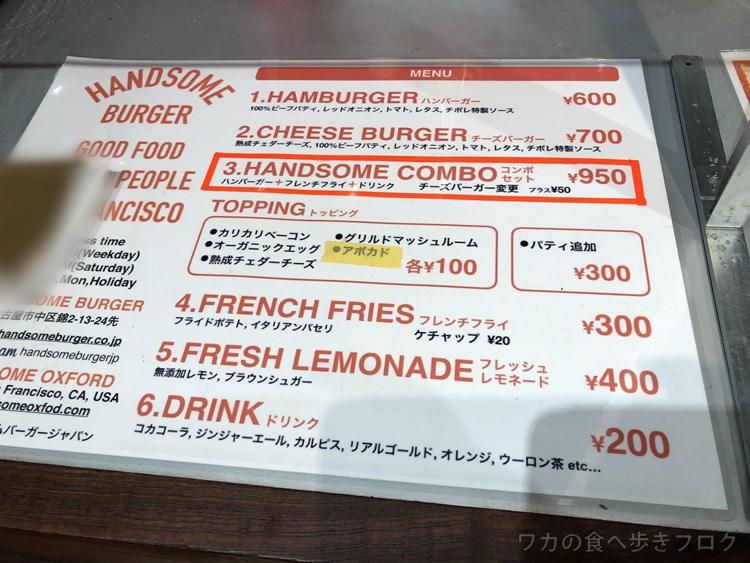 HANDSOME
BURGER
GOOD FOOD
PEOPLE
MENU
1.HAMBURGER ハンバーガー ¥600
100%ビーフパティ, レッドオニオン, トマト, レタス, チポレ特製ソース
2.CHEESE BURGER チーズバーガー ¥700
熟成チェダーチーズ, 100%ビーフパティ, レッドオニオン, トマト, レタス, チポレ特製ソース
3.HANDSOME COMBO コンボセット ¥950
ハンバーガー+フレンチフライ+ドリンク チーズバーガー変更 プラス¥50
TOPPING トッピング
●カリカリベーコン ●グリルドマッシュルーム
●オーガニックエッグ ●アボカド
●熟成チェダーチーズ 各¥100
●パティ追加
¥300
4.FRENCH FRIES フレンチフライ ¥300
フライドポテト, イタリアンパセリ ケチャップ ¥20
5.FRESH LEMONADE フレッシュレモネード ¥400
無添加レモン, ブラウンシュガー
6.DRINK ドリンク ¥200
コカコーラ, ジンジャーエール, カルピス, リアルゴールド, オレンジ, ウーロン茶 etc...
time
(Weekday)
(Saturday)
Mon,Holiday
BURGER
古屋市中区錦2-13-24先
handsomeburger.co.jp
handsomeburgerjp
OXFORD
Francisco, CA, USA
バーガージャパン
ワカの食べ歩きブログ